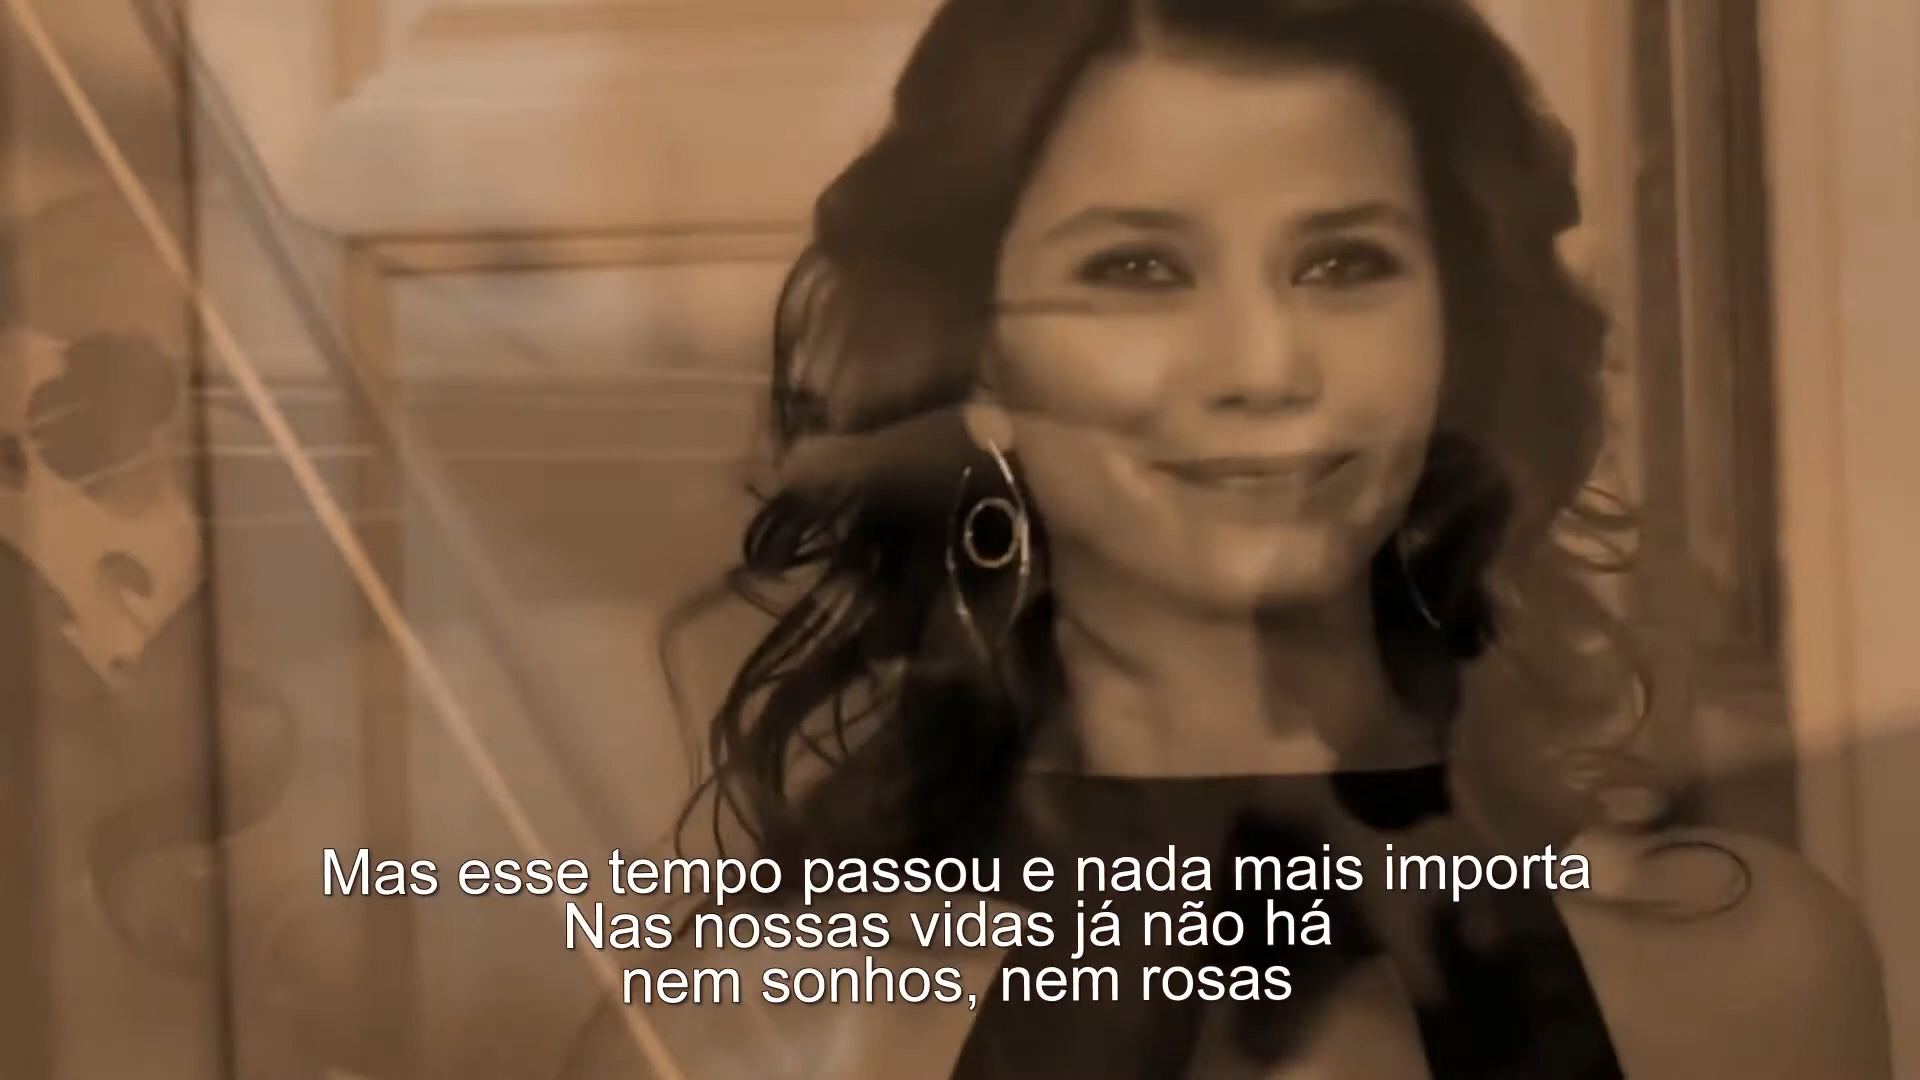 Mas esse tempo passou e nada mais importa
Nas nossas vidas já não há
nem sonhos, nem rosas